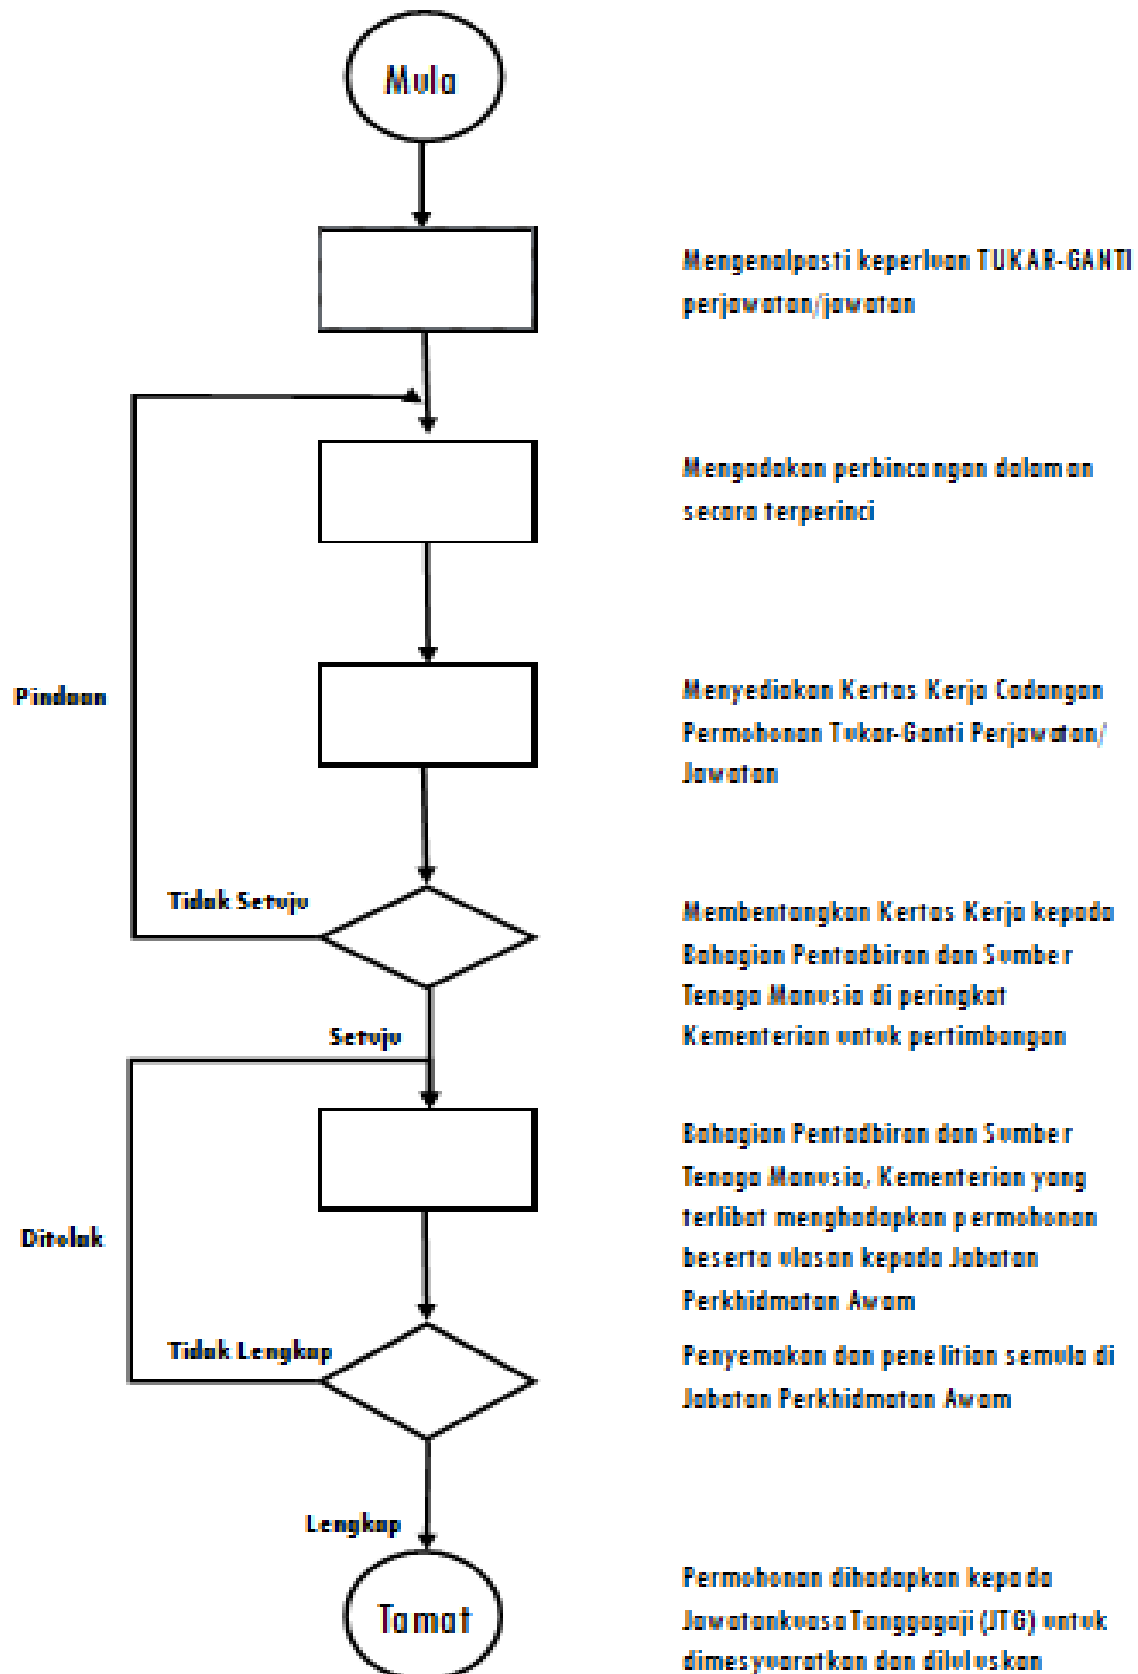 Mula
Mengenalpasti keperluan TUKAR-GANTI
perjawatan/jawatan
Mengadakan perbincangan dalaman
secara terperinci
Pindaan
Menyediakan Kertas Kerja Cadangan
Permohonan Tukar-Ganti Perjawatan/
Jawatan
Tidak Setuju
Membentangkan Kertas Kerja kepada
Bahagian Pentadbiran dan Sumber
Tenaga Manusia di peringkat
Kementerian untuk pertimbangan
Setuju
Bahagian Pentadbiran dan Sumber
Tenaga Manusia, Kementerian yang
terlibat menghadapkan permohonan
beserta ulasan kepada Jabatan
Perkhidmatan Awam
Ditolak
Tidak Lengkap
Penyemakan dan penelitian semula di
Jabatan Perkhidmatan Awam
Lengkap
Tamat
Permohonan dihadapkan kepada
Jawatankuasa Tanggagaji (JTG) untuk
dimesyuaratkan dan diluluskan